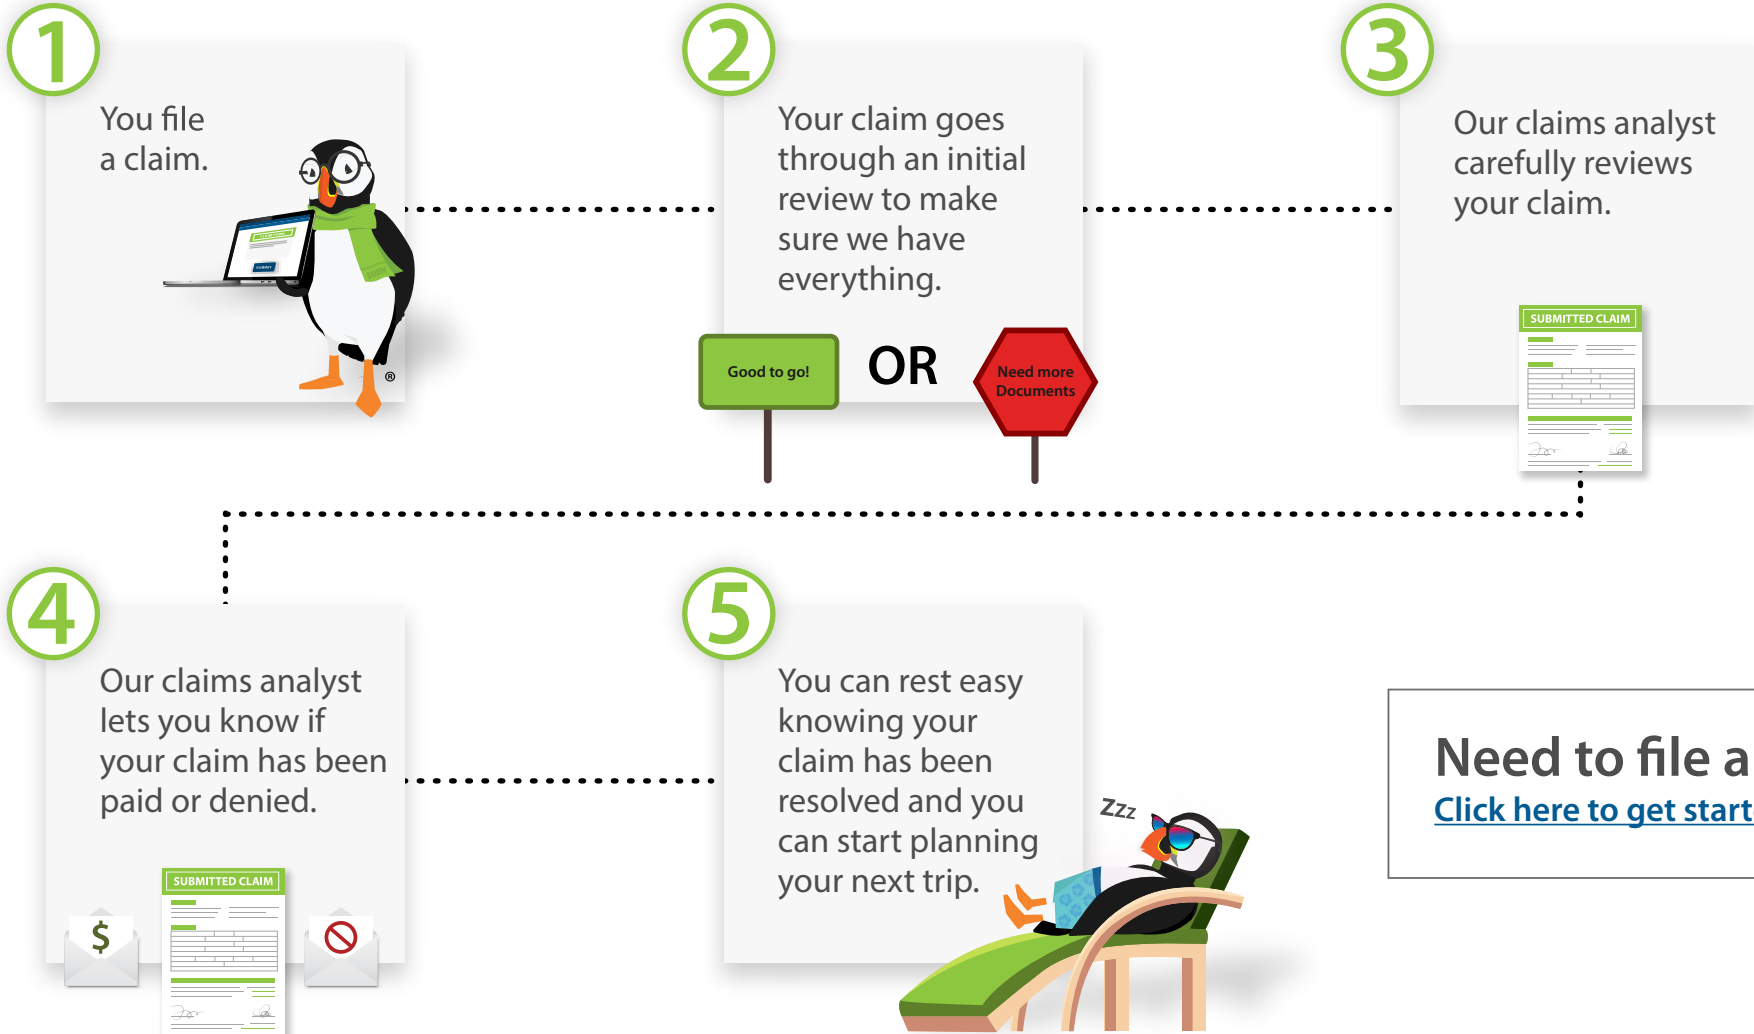 1
You file
a claim.
SUBMIT
®
2
Your claim goes
through an initial
review to make
sure we have
everything.
Good to go!
OR
Need more
Documents
3
Our claims analyst
carefully reviews
your claim.
SUBMITTED CLAIM
4
Our claims analyst
lets you know if
your claim has been
paid or denied.
$
SUBMITTED CLAIM
5
You can rest easy
knowing your
claim has been
resolved and you
can start planning
your next trip.
ZZZ
Need to file a
Click here to get start